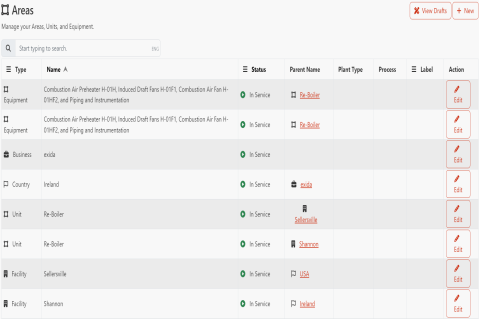 Areas
View Drafts
+ New
Manage your Areas, Units, and Equipment.
Start typing to search.
Type Name Status Parent Name Plant Type Process Label Action
Equipment
Combustion Air Preheater H-01H, Induced Draft Fans H-01F1, Combustion Air Fan H-
01HF2, and Piping and Instrumentation
In Service
Re-Boiler
Edit
Equipment
Combustion Air Preheater H-01H, Induced Draft Fans H-01F1, Combustion Air Fan H-
01HF2, and Piping and Instrumentation
In Service
Re-Boiler
Edit
Business exida In Service
Edit
Country Ireland In Service exida
Edit
Unit Re-Boiler In Service
Sellersville
Edit
Unit Re-Boiler In Service Shannon
Edit
Facility Sellersville In Service USA
Edit
Facility Shannon In Service Ireland
Edit